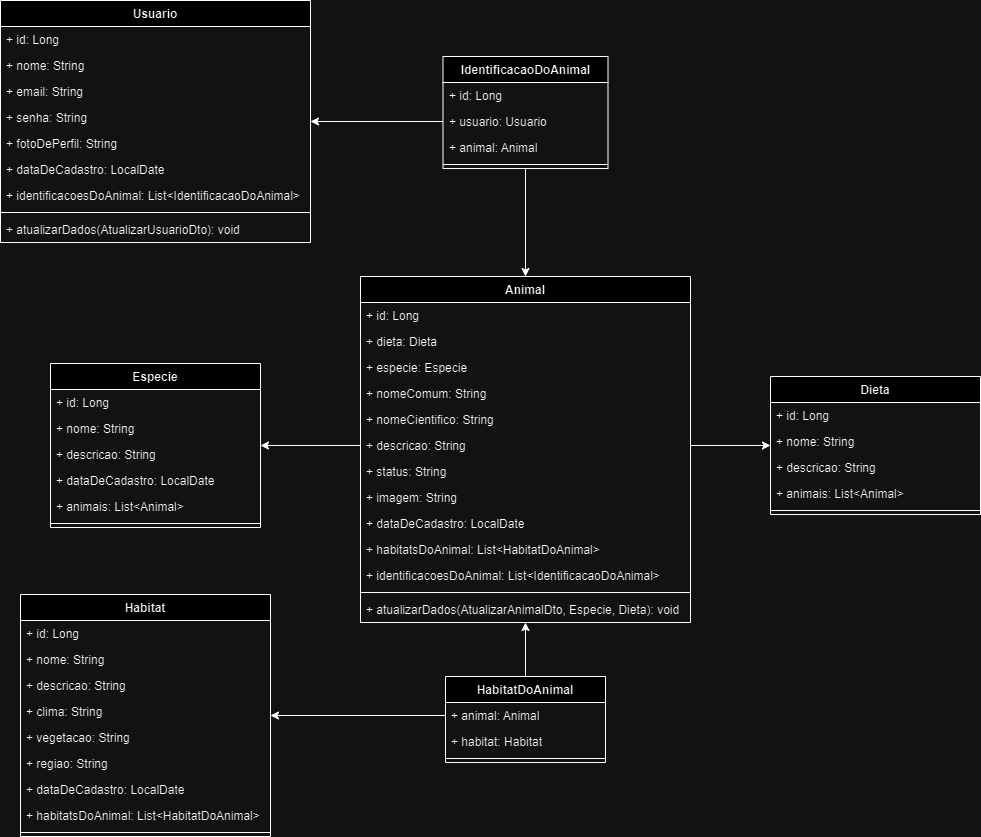 Usuario
+ id: Long
+ nome: String
+ email: String
+ senha: String
+ fotoDePerfil: String
+ dataDeCadastro: LocalDate
+ identificacoesDoAnimal: List<IdentificacaoDoAnimal>
+ atualizarDados(AtualizarUsuarioDto): void
IdentificacaoDoAnimal
+ id: Long
+ usuario: Usuario
+ animal: Animal
Animal
+ id: Long
+ dieta: Dieta
+ especie: Especie
+ nomeComum: String
+ nomeCientifico: String
+ descricao: String
+ status: String
+ imagem: String
+ dataDeCadastro: LocalDate
+ habitatsDoAnimal: List<HabitatDoAnimal>
+ identificacoesDoAnimal: List<IdentificacaoDoAnimal>
+ atualizarDados(AtualizarAnimalDto, Especie, Dieta): void
Especie
+ id: Long
+ nome: String
+ descricao: String
+ dataDeCadastro: LocalDate
+ animais: List<Animal>
Dieta
+ id: Long
+ nome: String
+ descricao: String
+ animais: List<Animal>
Habitat
+ id: Long
+ nome: String
+ descricao: String
+ clima: String
+ vegetacao: String
+ regiao: String
+ dataDeCadastro: LocalDate
+ habitatsDoAnimal: List<HabitatDoAnimal>
HabitatDoAnimal
+ animal: Animal
+ habitat: Habitat